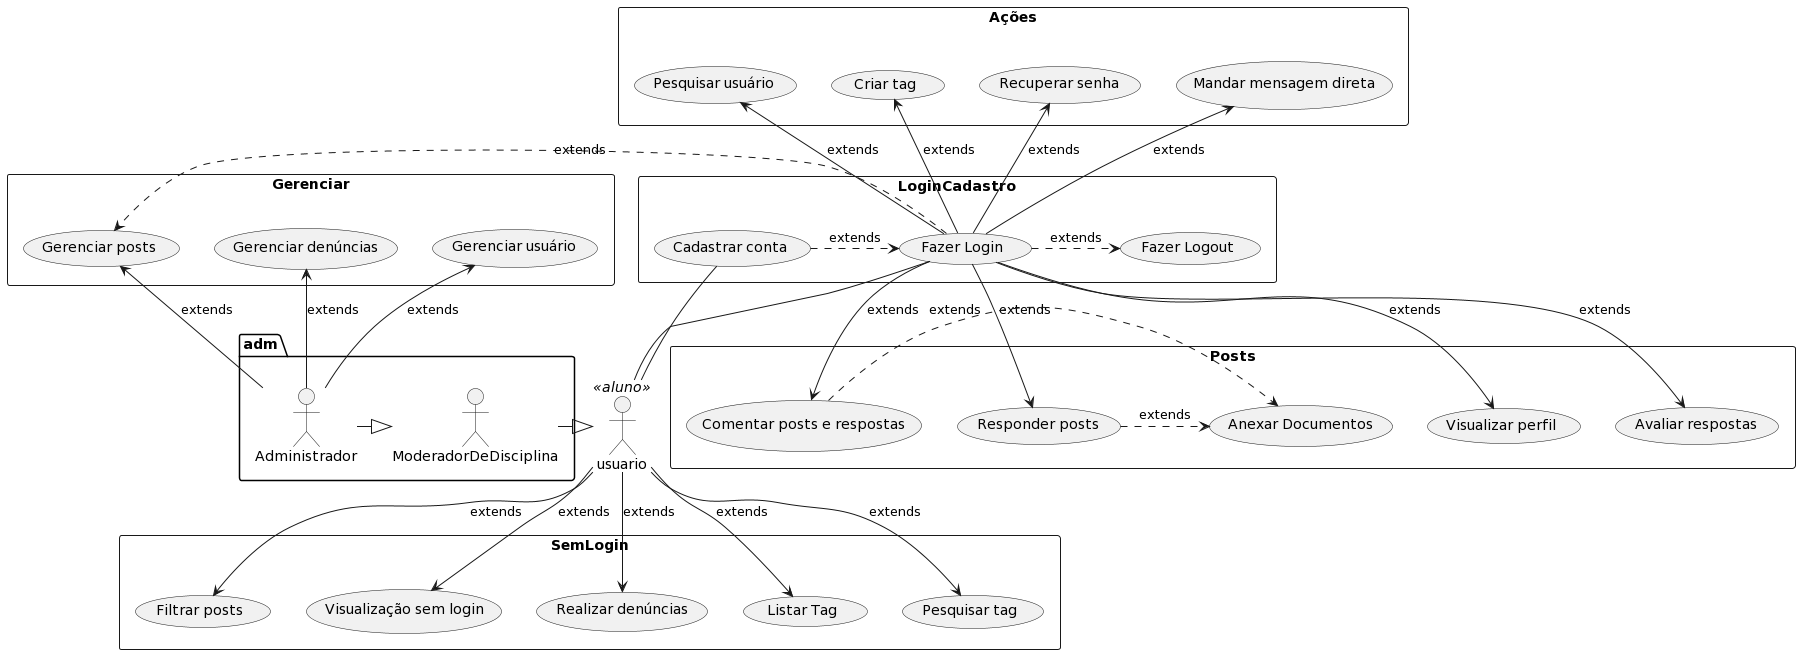 Ações
Pesquisar usuário
Criar tag
Recuperar senha
Mandar mensagem direta
extends
extends
extends
extends
extends
Gerenciar
Gerenciar posts
Gerenciar denúncias
Gerenciar usuário
LoginCadastro
Cadastrar conta
extends
Fazer Login
extends
Fazer Logout
extends
extends
extends
extends
extends
extends
extends
extends
adm
Administrador
ModeradorDeDisciplina
«aluno»
usuario
Posts
Comentar posts e respostas
Responder posts
extends
Anexar Documentos
Visualizar perfil
Avaliar respostas
extends
extends
extends
extends
extends
SemLogin
Filtrar posts
Visualização sem login
Realizar denúncias
Listar Tag
Pesquisar tag